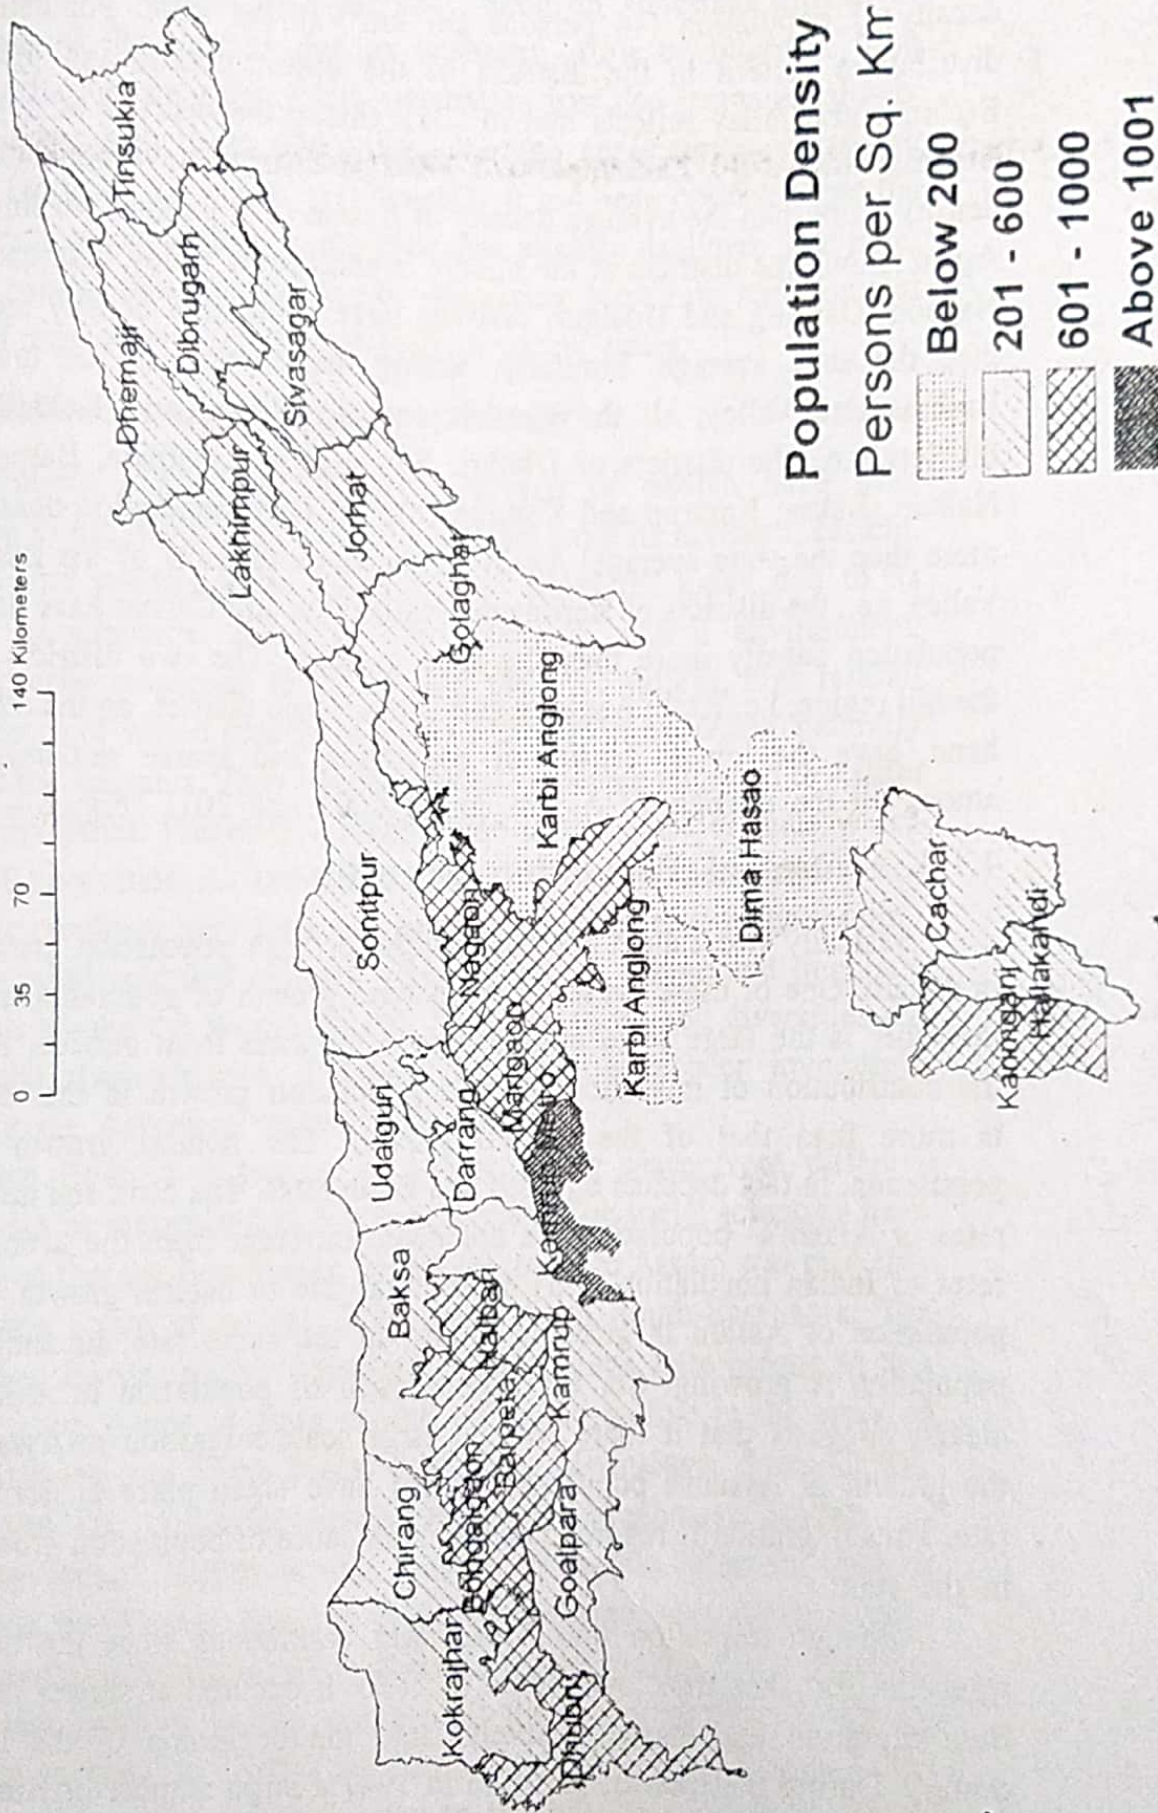 0 35 70 140 Kilometers
Tinsukia
Dhemaji
Dibrugarh
Sivasagar
Lakhimpur
Jorhat
Golaghat
Sonitpur
Karbi Anglong
Nagaon
Udalguri
Darrang
Marigaon
Karbi Anglong
Dima Hasao
Baksa
Nalbari
Kamrup Metro
Kamrup
Barpeta
Chirang
Bongaigaon
Goalpara
Kokrajhar
Dhubri
Cachar
Hailakandi
Population Density
Persons per Sq. Km
Below 200
201 - 600
601 - 1000
Above 1001